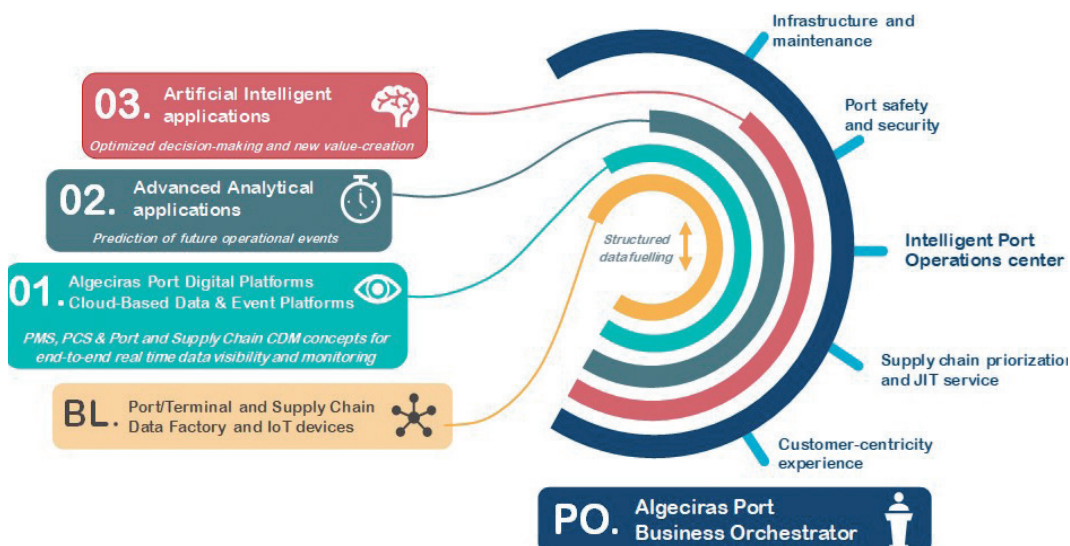 Infrastructure and
maintenance
03. Artificial Intelligent
applications
Optimized decision-making and new value-creation
Port safety
and security
02. Advanced Analytical
applications
Prediction of future operational events
Structured
data fuelling
Intelligent Port
Operations center
01. Algeciras Port Digital Platforms
Cloud-Based Data & Event Platforms
PMS, PCS & Port and Supply Chain CDM concepts for
end-to-end real time data visibility and monitoring
Supply chain priorization
and JIT service
BL. Port/Terminal and Supply Chain
Data Factory and IoT devices
Customer-centricity
experience
PO. Algeciras Port
Business Orchestrator